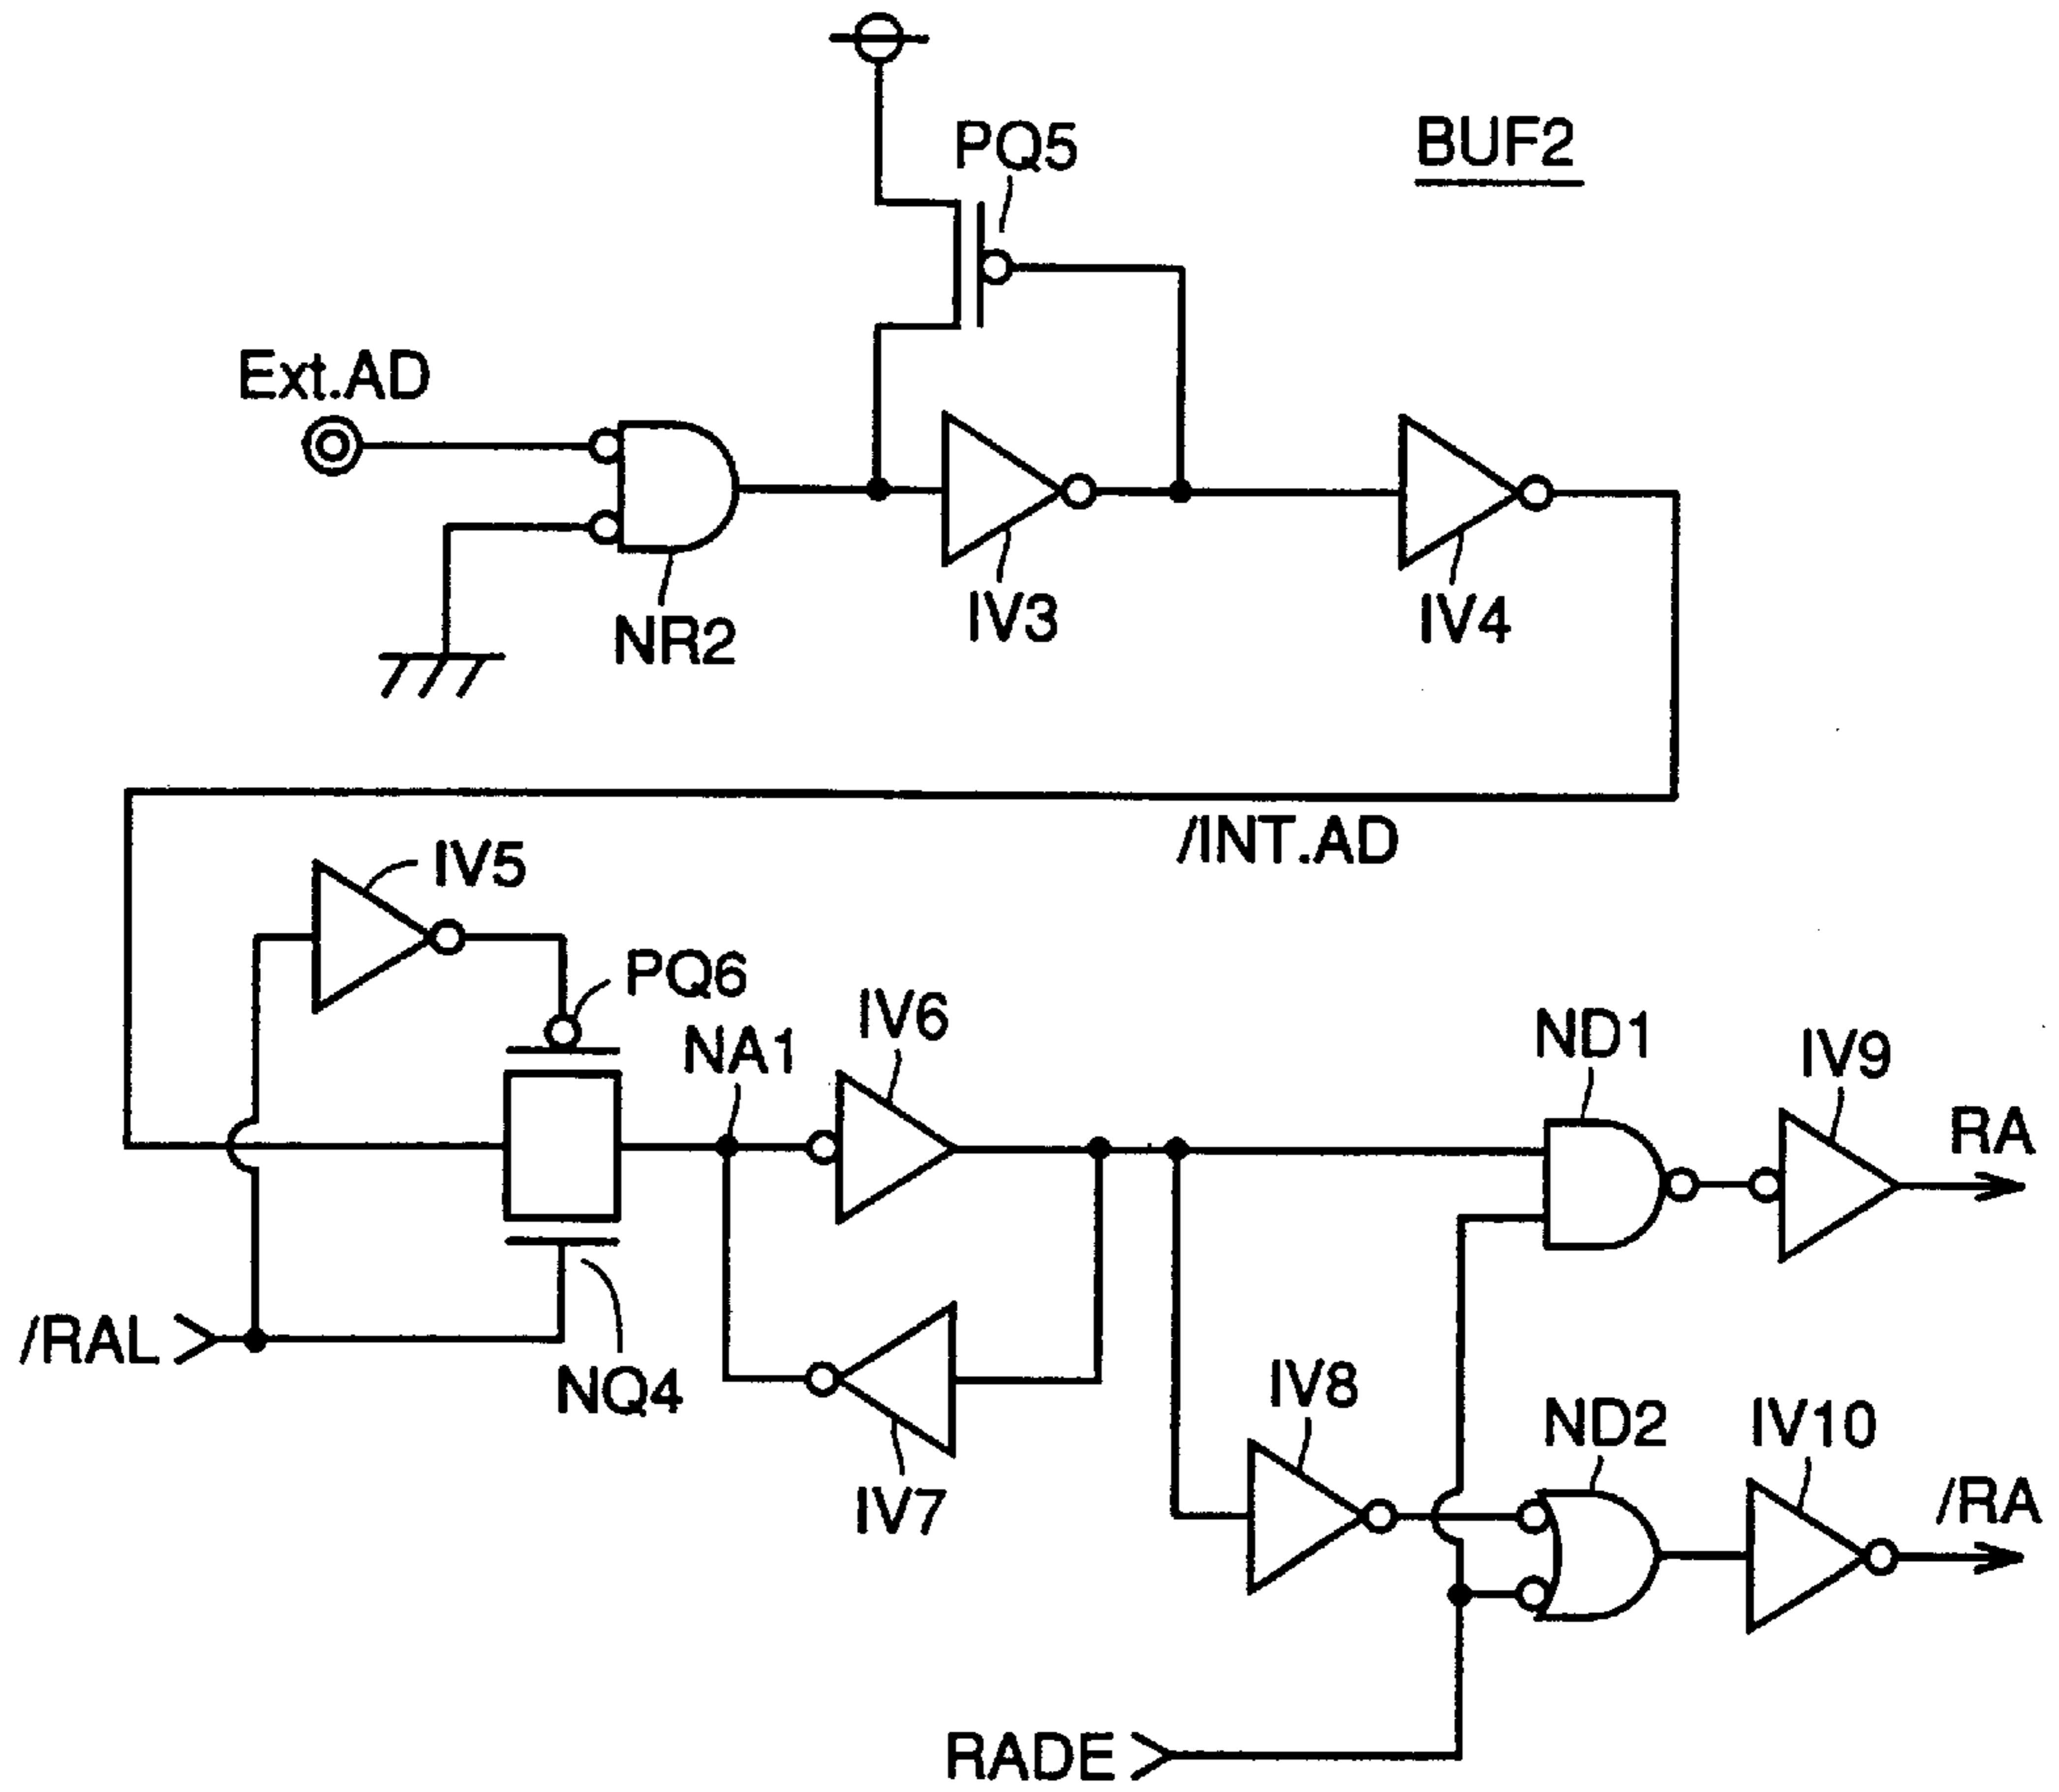 PQ5
BUF2
Ext.AD
NR2
IV3
IV4
/INT.AD
IV5
PQ6
NA1
IV6
ND1
IV9
RA
/RAL
NQ4
IV7
IV8
ND2
IV10
/RA
RADE